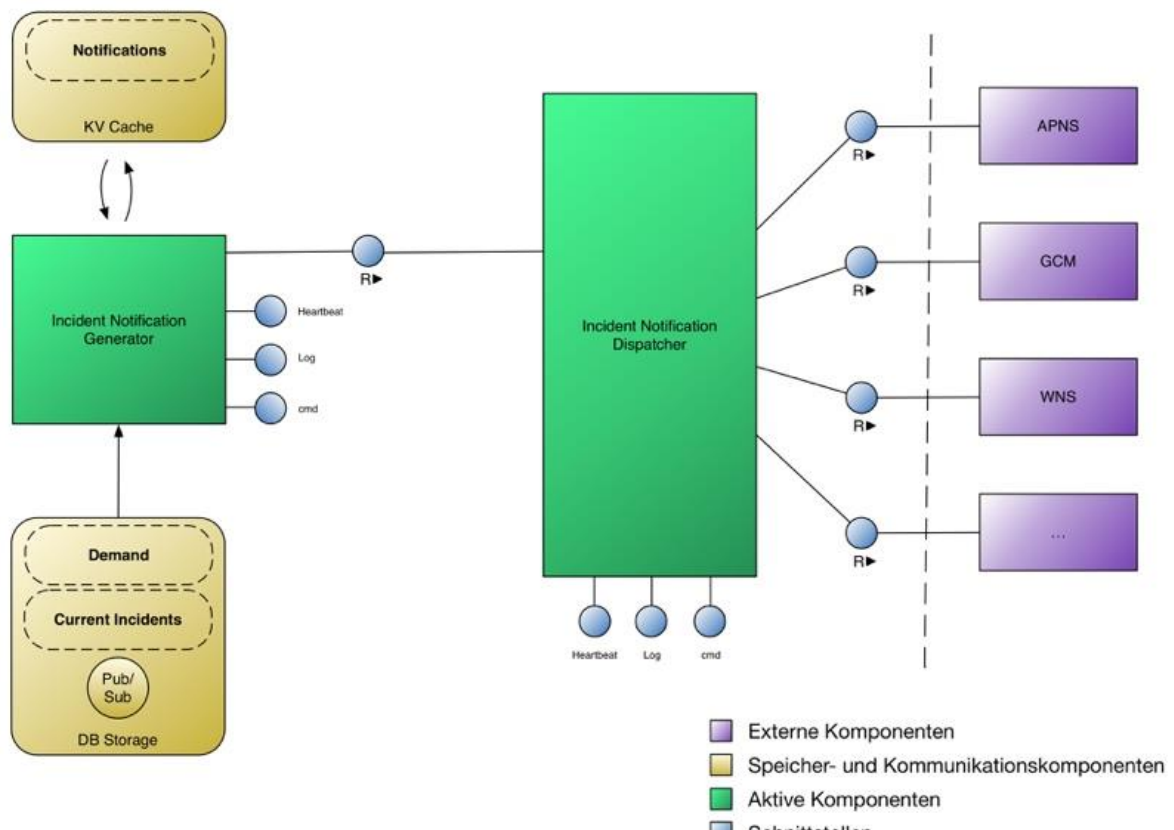 Notifications
KV Cache
Incident Notification
Generator
R▶
Heartbeat
Log
cmd
Demand
Current Incidents
Pub/
Sub
DB Storage
Incident Notification
Dispatcher
Heartbeat
Log
cmd
R▶
APNS
R▶
GCM
R▶
WNS
R▶
...
Externe Komponenten
Speicher- und Kommunikationskomponenten
Aktive Komponenten
Schnittstellen